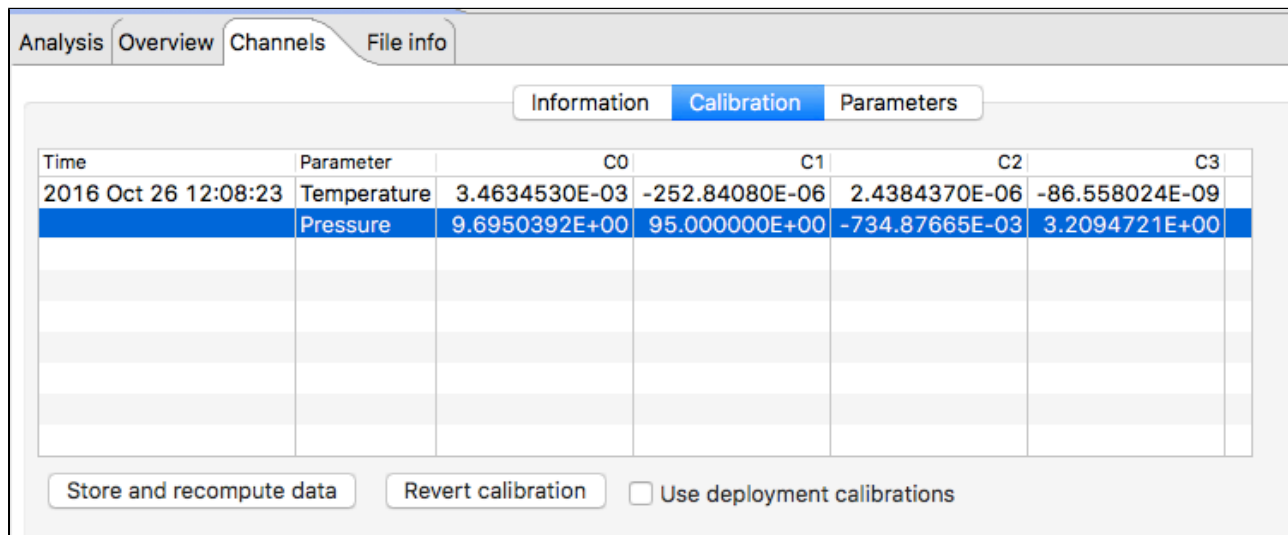 Analysis Overview Channels File info
Information Calibration Parameters
Time Parameter C0 C1 C2 C3
2016 Oct 26 12:08:23 Temperature 3.4634530E-03 -252.84080E-06 2.4384370E-06 -86.558024E-09
Pressure 9.6950392E+00 95.000000E+00 -734.87665E-03 3.2094721E+00
Store and recompute data Revert calibration Use deployment calibrations